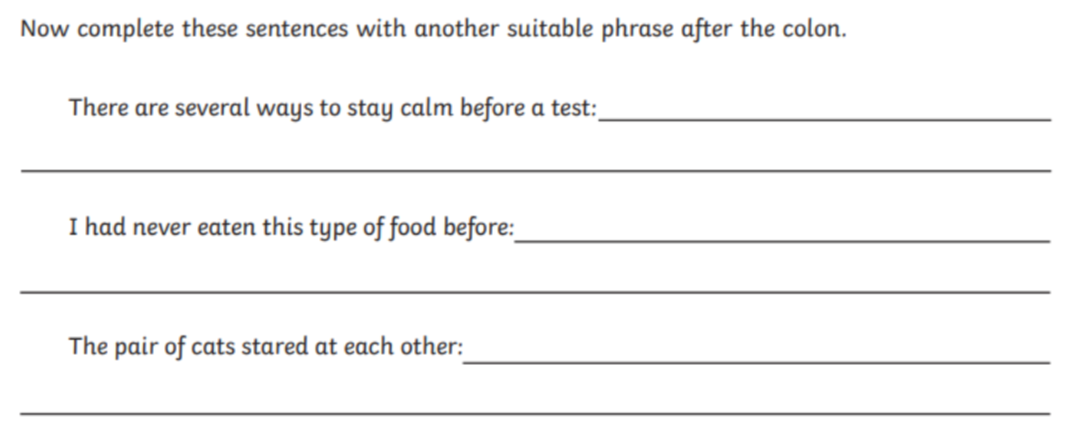 Now complete these sentences with another suitable phrase after the colon.
There are several ways to stay calm before a test:
I had never eaten this type of food before:
The pair of cats stared at each other: